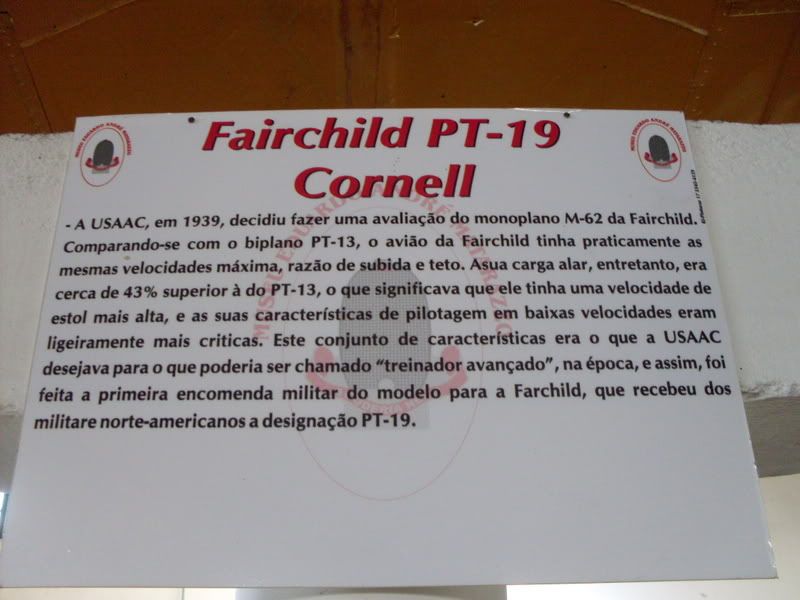 Fairchild PT-19
Cornell
- A USAAC, em 1939, decidiu fazer uma avaliação do monoplano M-62 da Fairchild.
Comparando-se com o biplano PT-13, o avião da Fairchild tinha praticamente as
mesmas velocidades máxima, razão de subida e teto. Asua carga alar, entretanto, era
cerca de 43% superior à do PT-13, o que significava que ele tinha uma velocidade de
estol mais alta, e as suas características de pilotagem em baixas velocidades eram
ligeiramente mais criticas. Este conjunto de características era o que a USAAC
desejava para o que poderia ser chamado “treinador avançado”, na época, e assim, foi
feita a primeira encomenda militar do modelo para a Farchild, que recebeu dos
militare norte-americanos a designação PT-19.